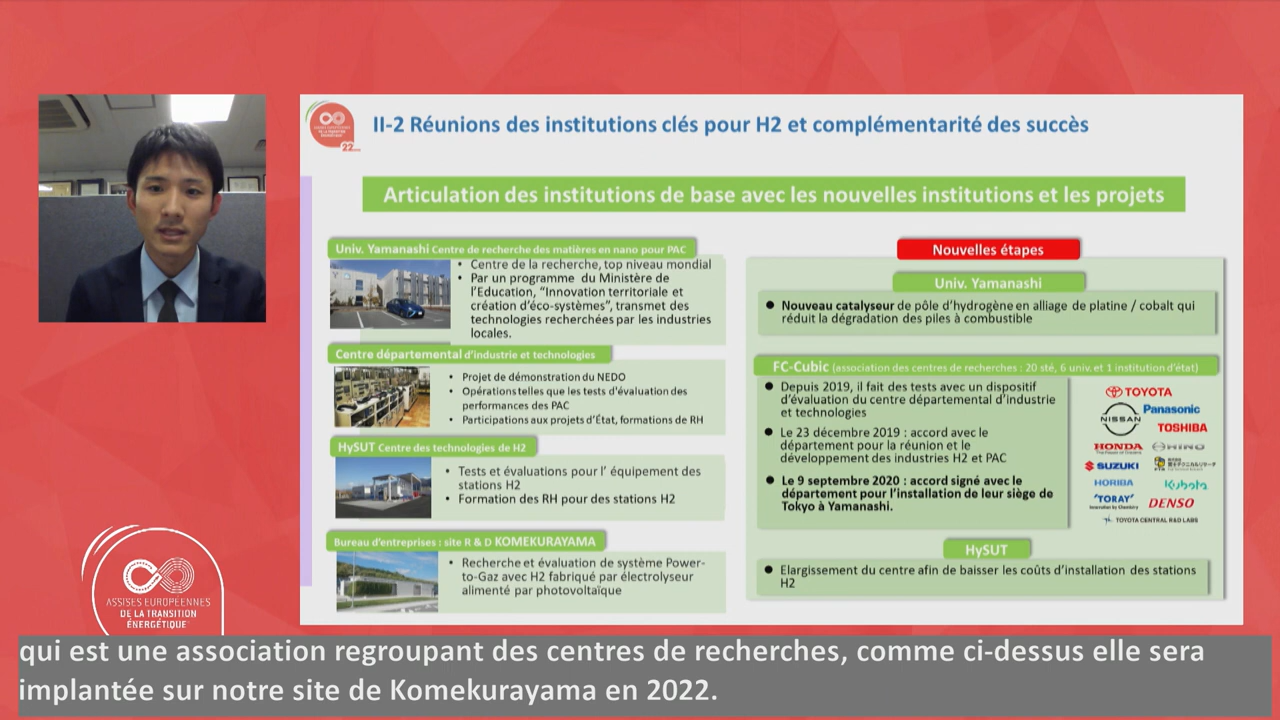 II-2 Réunions des institutions clés pour H2 et complémentarité des succès
Articulation des institutions de base avec les nouvelles institutions et les projets
Univ. Yamanashi Centre de recherche des matières en nano pour PAC
• Centre de la recherche, top niveau mondial
• Par un programme du Ministère de
l'Education, "Innovation territoriale et
création d'éco-systèmes", transmet des
technologies recherchées par les industries
locales.
Centre départemental d'industrie et technologies
• Projet de démonstration du NEDO
• Opérations telles que les tests d'évaluation des
performances des PAC
• Participations aux projets d'État, formations de RH
HySUT Centre des technologies de H2
• Tests et évaluations pour l' équipement des
stations H2
• Formation des RH pour des stations H2
Bureau d'entreprises : site R & D KOMEKURAYAMA
• Recherche et évaluation de système Power-
to-Gaz avec H2 fabriqué par électrolyseur
alimenté par photovoltaïque
Nouvelles étapes
Univ. Yamanashi
● Nouveau catalyseur de pôle d'hydrogène en alliage de platine / cobalt qui
réduit la dégradation des piles à combustible
FC-Cubic (association des centres de recherches : 20 sté, 6 univ. et 1 institution d'état)
● Depuis 2019, il fait des tests avec un dispositif
d'évaluation du centre départemental d'industrie
et technologies
● Le 23 décembre 2019 : accord avec le
département pour la réunion et le
développement des industries H2 et PAC
● Le 9 septembre 2020 : accord signé avec le
département pour l'installation de leur siège de
Tokyo à Yamanashi.
TOYOTA
NISSAN
Panasonic
TOSHIBA
HONDA
The Power of Dreams
HINO
SUZUKI
HORIBA
Kubota
'TORAY'
Innovation by Chemistry
DENSO
TOYOTA CENTRAL R&D LABS
HySUT
● Elargissement du centre afin de baisser les coûts d'installation des stations
H2
22
ASSISES EUROPÉENNES
DE LA TRANSITION
ÉNERGÉTIQUE
qui est une association regroupant des centres de recherches, comme ci-dessus elle sera
implantée sur notre site de Komekurayama en 2022.